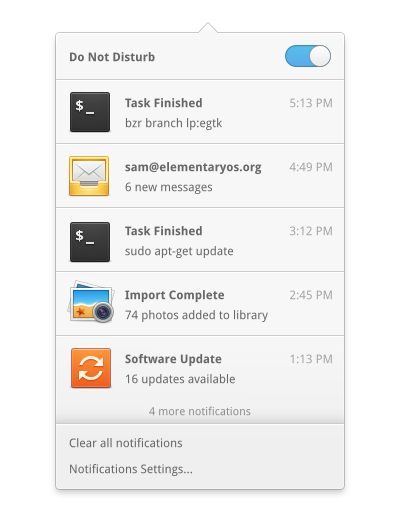 Do Not Disturb
$_
Task Finished 5:13 PM
bzr branch lp:egtk
sam@elementaryos.org 4:49 PM
6 new messages
$_
Task Finished 3:12 PM
sudo apt-get update
Import Complete 2:45 PM
74 photos added to library
Software Update 1:13 PM
16 updates available
4 more notifications
Clear all notifications
Notifications Settings...